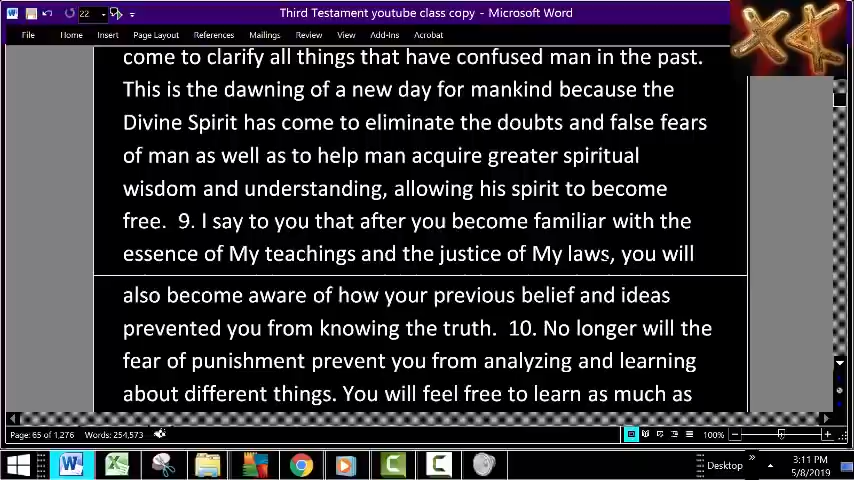 22
Third Testament youtube class copy - Microsoft Word
File Home Insert Page Layout References Mailings Review View Add-Ins Acrobat
come to clarify all things that have confused man in the past.
This is the dawning of a new day for mankind because the
Divine Spirit has come to eliminate the doubts and false fears
of man as well as to help man acquire greater spiritual
wisdom and understanding, allowing his spirit to become
free. 9. I say to you that after you become familiar with the
essence of My teachings and the justice of My laws, you will
also become aware of how your previous belief and ideas
prevented you from knowing the truth. 10. No longer will the
fear of punishment prevent you from analyzing and learning
about different things. You will feel free to learn as much as
Page: 65 of 1,276 Words: 254,573 100%
Desktop 3:11 PM
5/8/2019